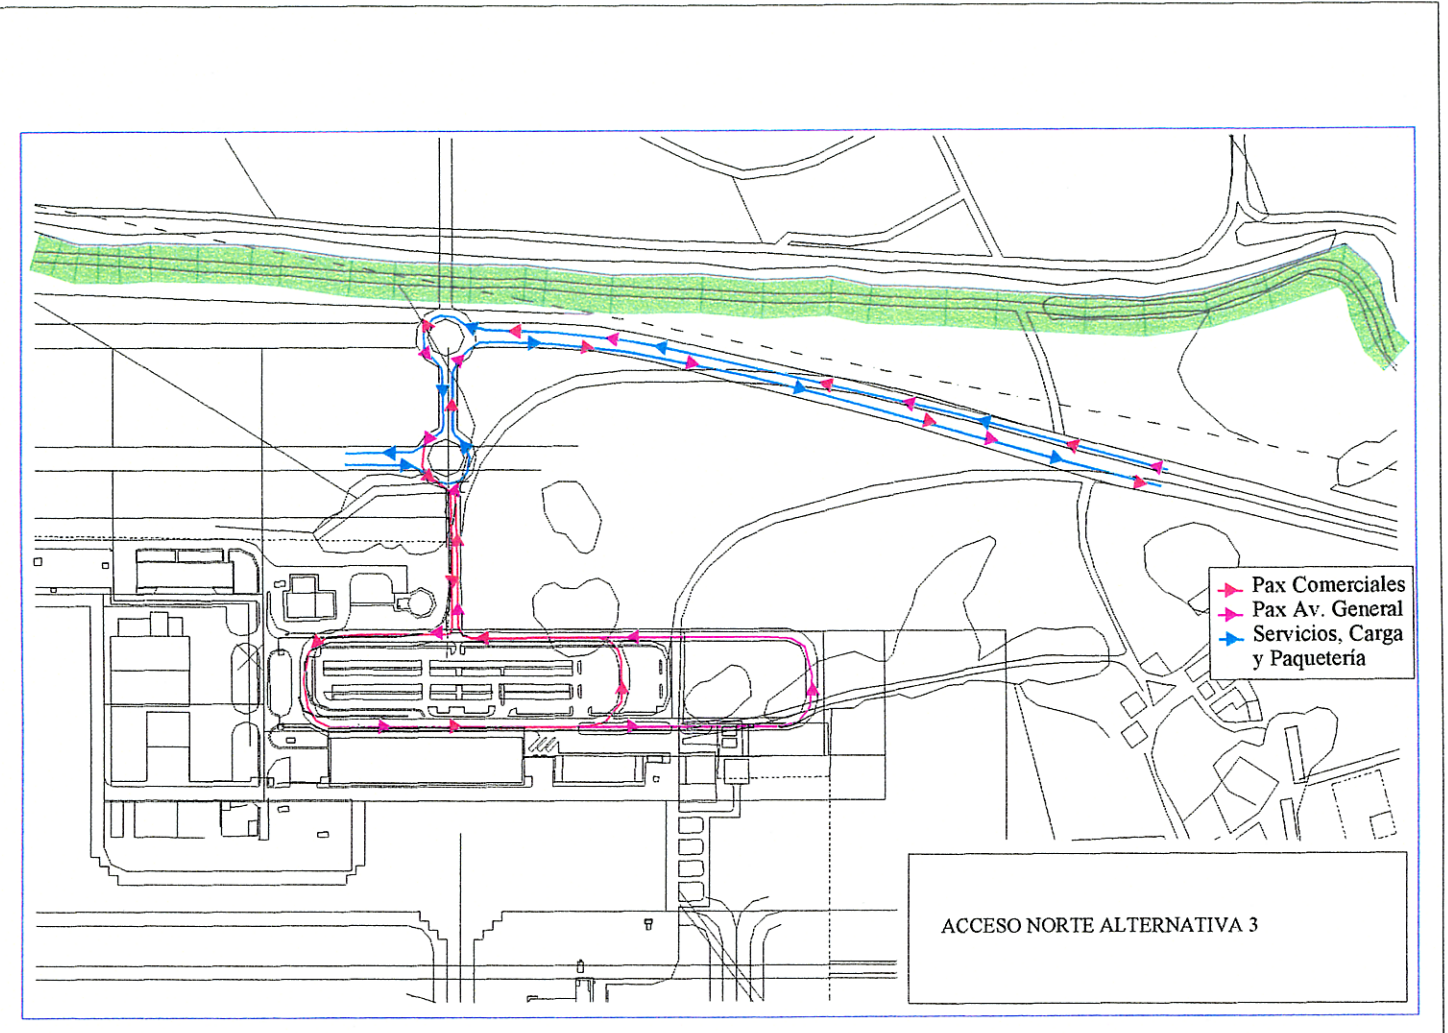 Pax Comerciales
Pax Av. General
Servicios, Carga
y Paquetería
ACCESO NORTE ALTERNATIVA 3